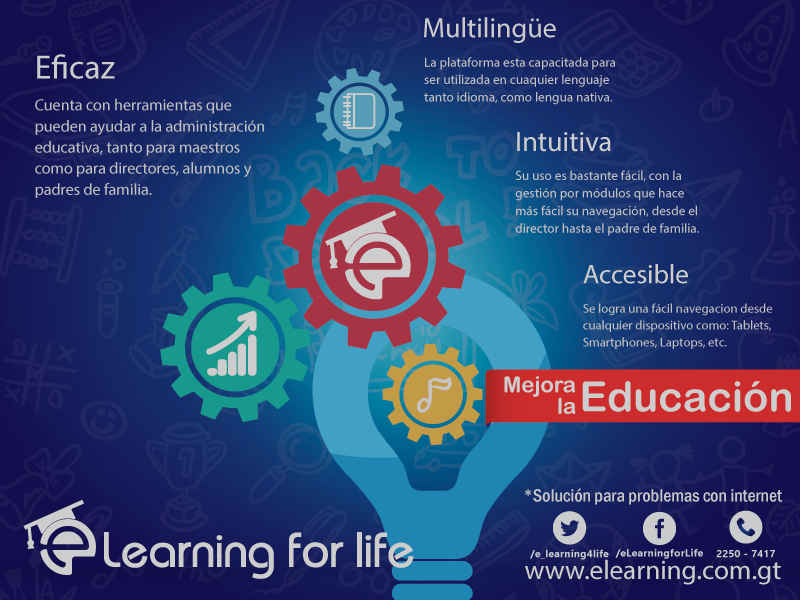 Eficaz
Cuenta con herramientas que
pueden ayudar a la administración
educativa, tanto para maestros
como para directores, alumnos y
padres de familia.
Multilingüe
La plataforma esta capacitada para
ser utilizada en cuaquier lenguaje
tanto idioma, como lengua nativa.
Intuitiva
Su uso es bastante fácil, con la
gestión por módulos que hace
más fácil su navegación, desde el
director hasta el padre de familia.
Accesible
Se logra una fácil navegacion desde
cualquier dispositivo como: Tablets,
Smartphones, Laptops, etc.
BACK
TO
SCHOOL
Mejora
la Educación
e Learning for life
*Solución para problemas con internet
/e_learning4life /eLearningforLife 2250 - 7417
www.elearning.com.gt